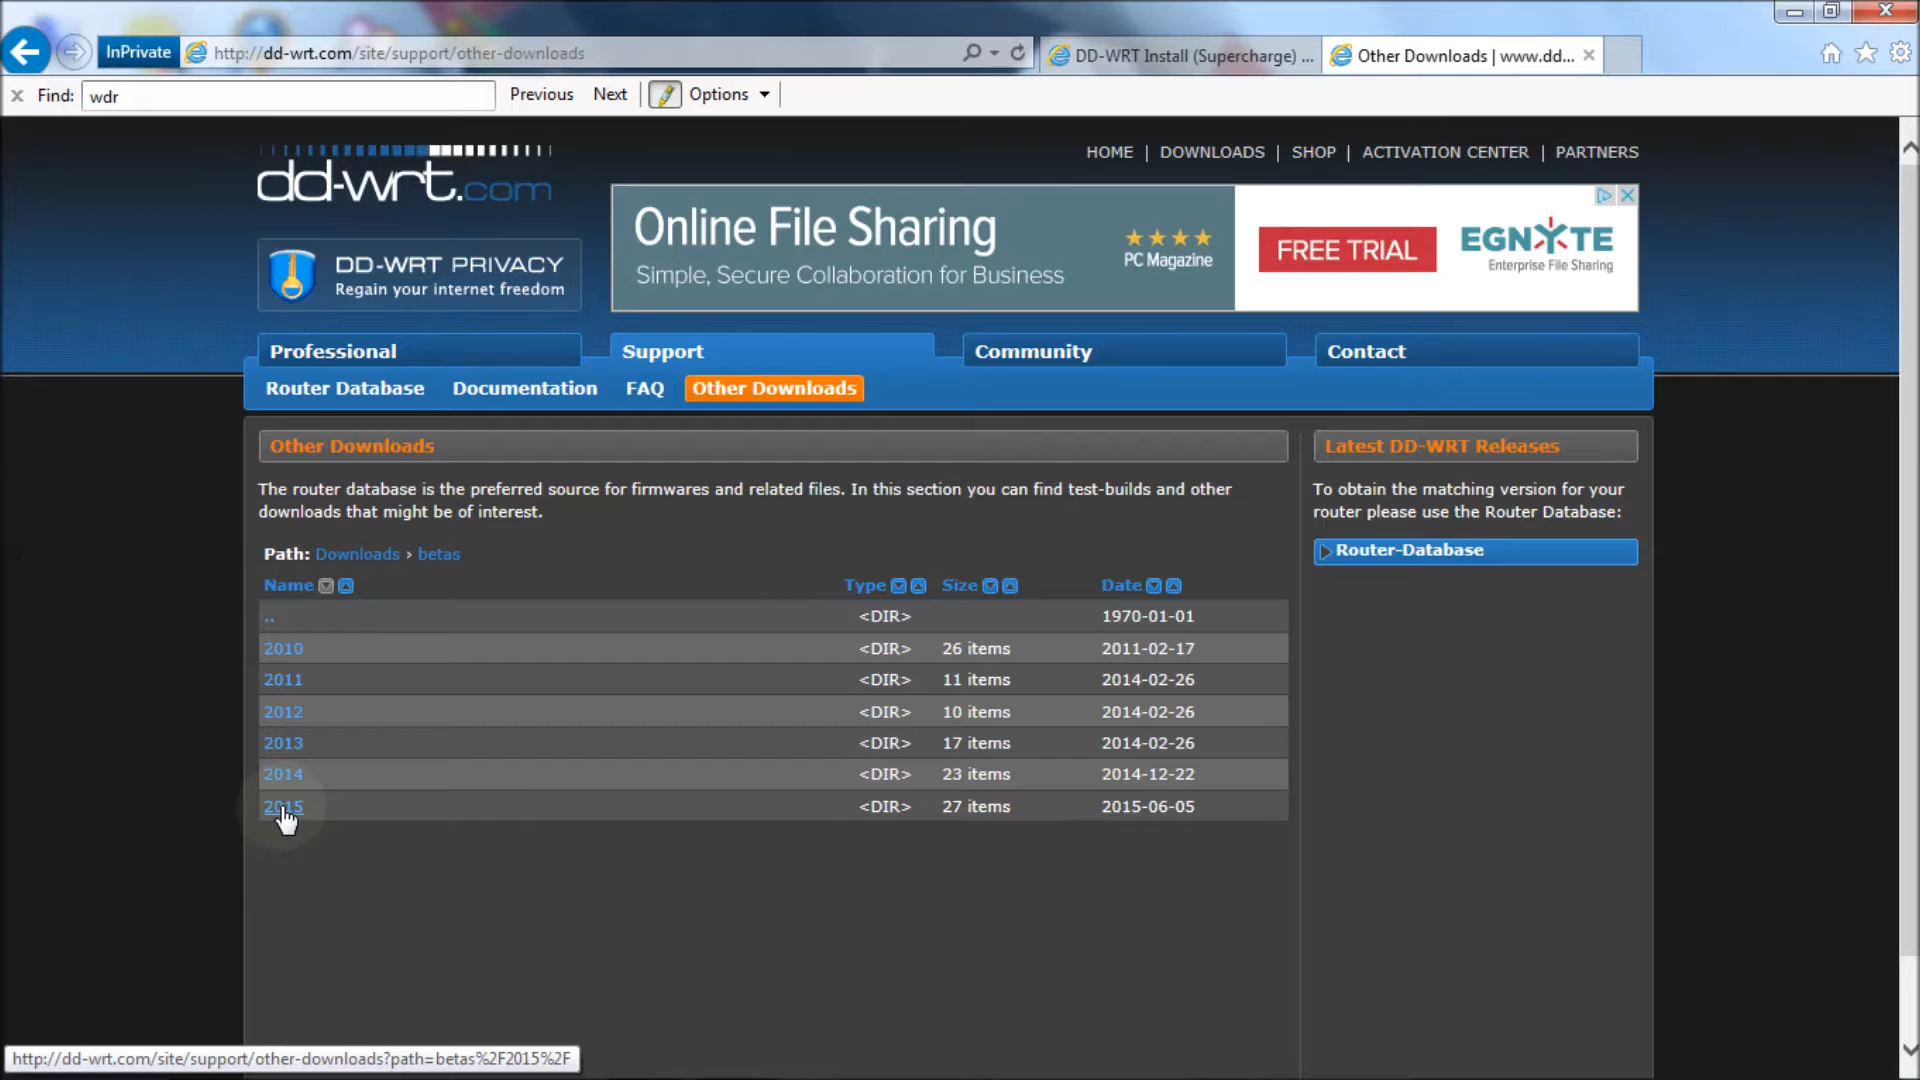 InPrivate
http://dd-wrt.com/site/support/other-downloads
DD-WRT Install (Supercharge) ...
Other Downloads | www.dd...
Find:
wdr
Previous
Next
Options
dd-wrt.com
HOME | DOWNLOADS | SHOP | ACTIVATION CENTER | PARTNERS
DD-WRT PRIVACY
Regain your internet freedom
Online File Sharing
Simple, Secure Collaboration for Business
PC Magazine
FREE TRIAL
EGNYTE
Enterprise File Sharing
Professional
Support
Community
Contact
Router Database
Documentation
FAQ
Other Downloads
Other Downloads
The router database is the preferred source for firmwares and related files. In this section you can find test-builds and other
downloads that might be of interest.
Path: Downloads › betas
Name Type Size Date
.. <DIR> 1970-01-01
2010 <DIR> 26 items 2011-02-17
2011 <DIR> 11 items 2014-02-26
2012 <DIR> 10 items 2014-02-26
2013 <DIR> 17 items 2014-02-26
2014 <DIR> 23 items 2014-12-22
2015 <DIR> 27 items 2015-06-05
Latest DD-WRT Releases
To obtain the matching version for your
router please use the Router Database:
Router-Database
http://dd-wrt.com/site/support/other-downloads?path=betas%2F2015%2F